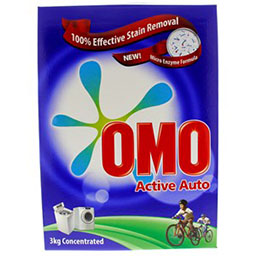 100% Effective Stain Removal
NEW!
Micro Enzyme Formula
OMO
Active Auto
3kg Concentrated